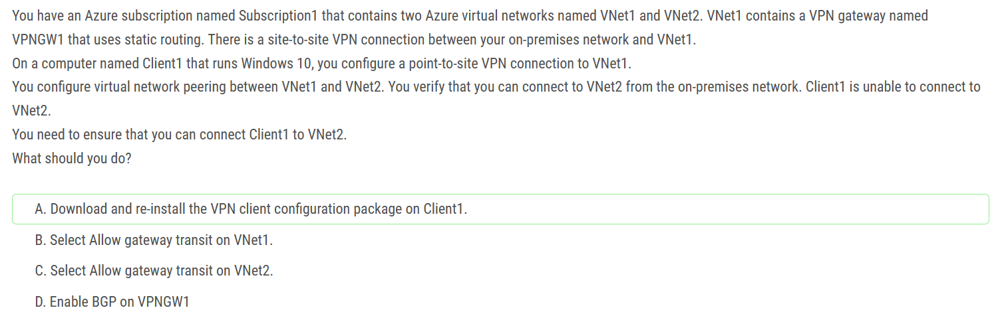 You have an Azure subscription named Subscription1 that contains two Azure virtual networks named VNet1 and VNet2. VNet1 contains a VPN gateway named
VPNGW1 that uses static routing. There is a site-to-site VPN connection between your on-premises network and VNet1.
On a computer named Client1 that runs Windows 10, you configure a point-to-site VPN connection to VNet1.
You configure virtual network peering between VNet1 and VNet2. You verify that you can connect to VNet2 from the on-premises network. Client1 is unable to connect to
VNet2.
You need to ensure that you can connect Client1 to VNet2.
What should you do?
A. Download and re-install the VPN client configuration package on Client1.
B. Select Allow gateway transit on VNet1.
C. Select Allow gateway transit on VNet2.
D. Enable BGP on VPNGW1